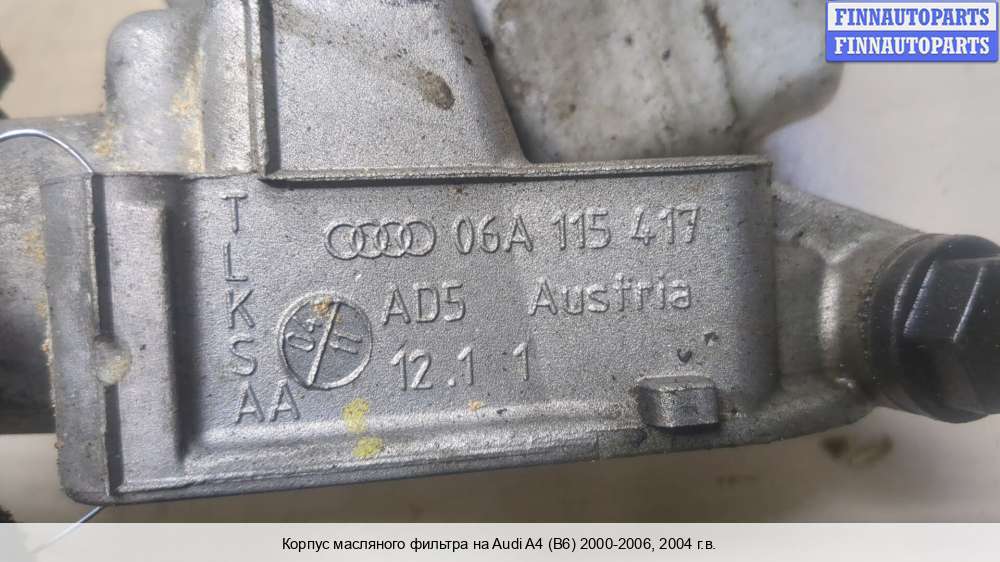 FINNAUTOPARTS
FINNAUTOPARTS
T
L
K
S
AA
06A 115 417
AD5 Austria
12.1 1
Корпус масляного фильтра на Audi A4 (B6) 2000-2006, 2004 г.в.